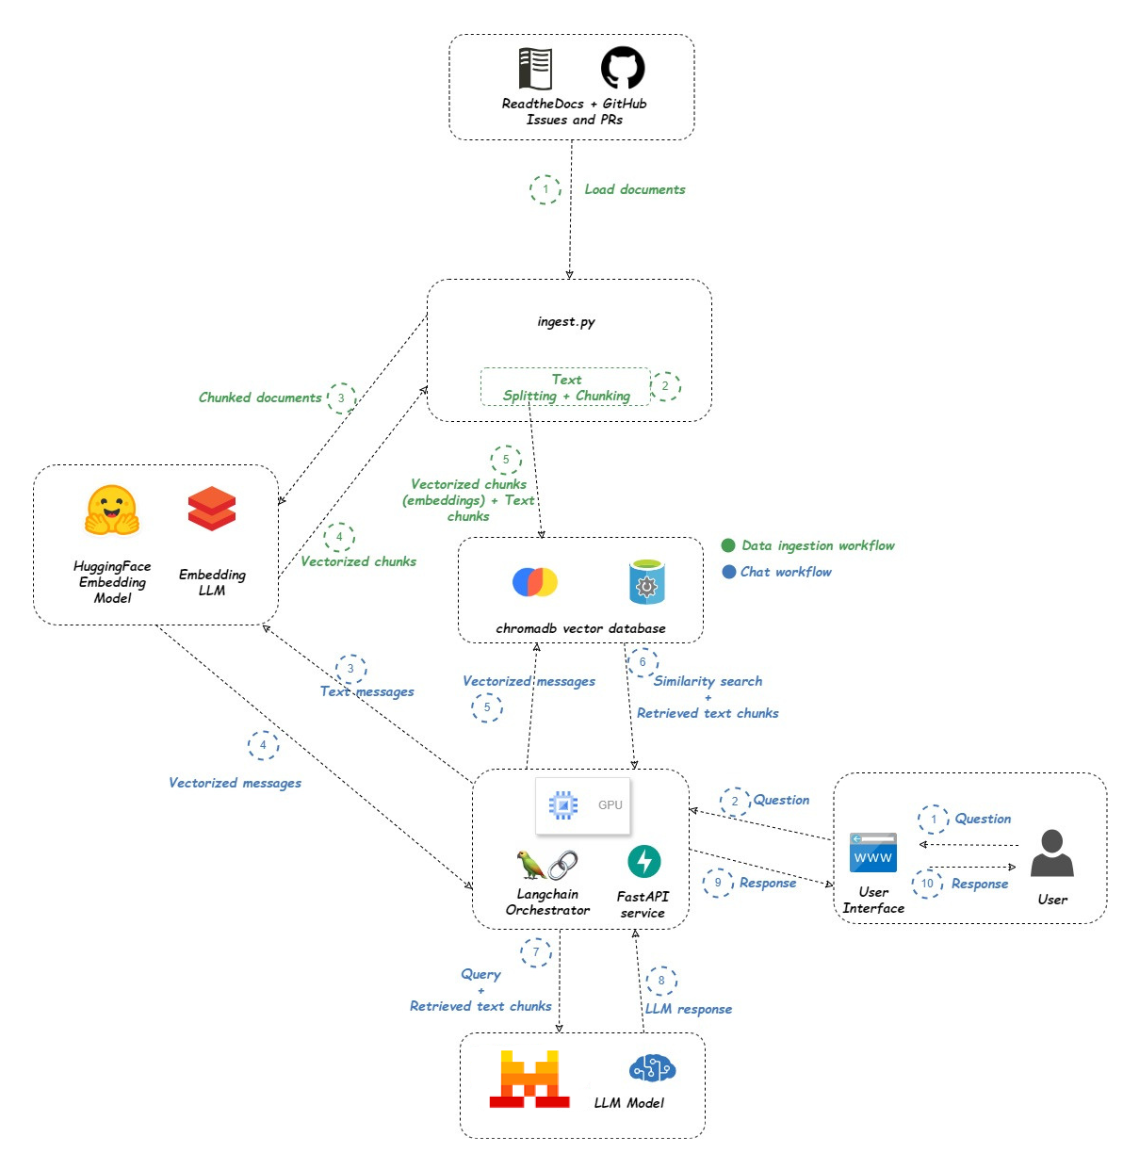 ReadtheDocs + GitHub
Issues and PRs
1
Load documents
ingest.py
Text
Splitting + Chunking
2
Chunked documents
3
5
Vectorized chunks
(embeddings) + Text
chunks
4
Vectorized chunks
HuggingFace
Embedding
Model
Embedding
LLM
Data ingestion workflow
Chat workflow
chromadb vector database
3
Text messages
Vectorized messages
5
6
Similarity search
+
Retrieved text chunks
4
Vectorized messages
GPU
Langchain
Orchestrator
FastAPI
service
2
Question
9
Response
1
Question
www
10
Response
User
Interface
User
7
Query
+
Retrieved text chunks
8
LLM response
LLM Model